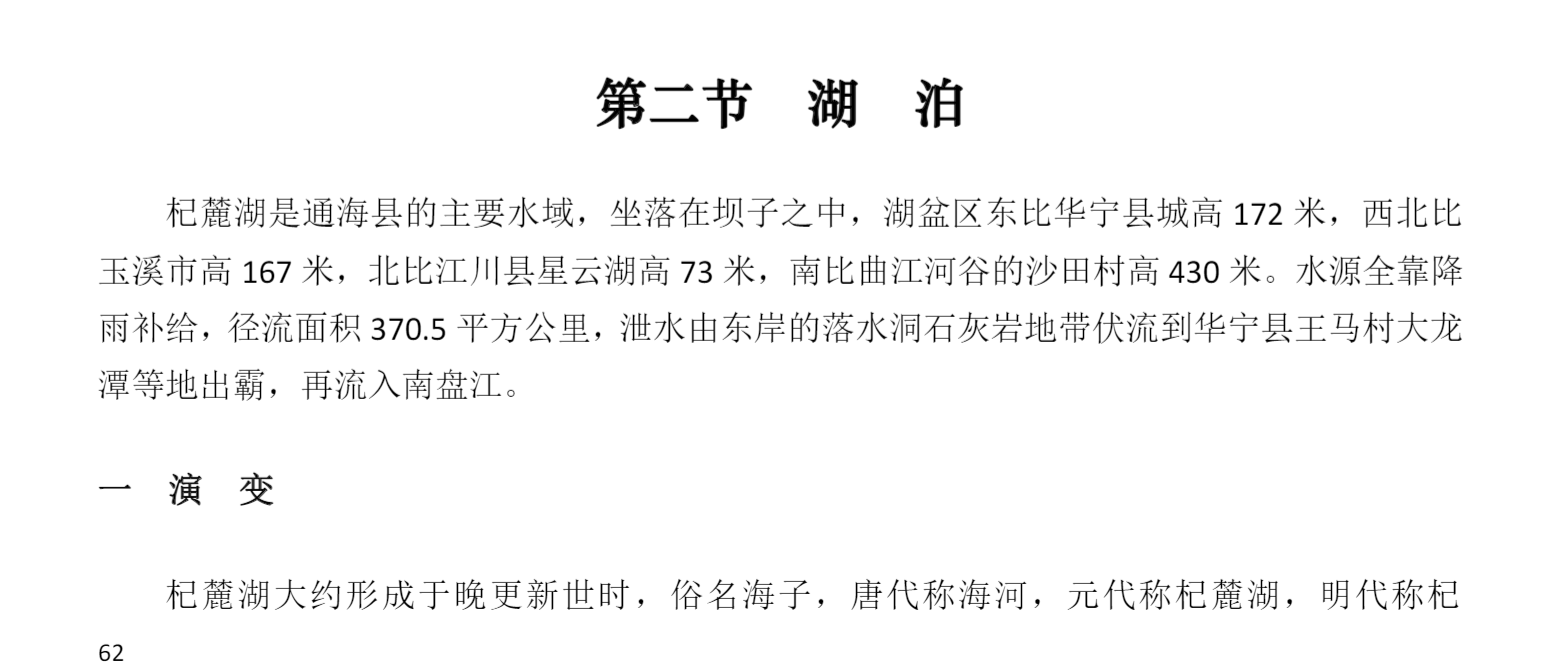 第二节 湖 泊
杞麓湖是通海县的主要水域，坐落在坝子之中，湖盆区东比华宁县城高 172 米，西北比
玉溪市高 167 米，北比江川县星云湖高 73 米，南比曲江河谷的沙田村高 430 米。水源全靠降
雨补给，径流面积 370.5 平方公里，泄水由东岸的落水洞石灰岩地带伏流到华宁县王马村大龙
潭等地出霸，再流入南盘江。
一 演 变
杞麓湖大约形成于晚更新世时，俗名海子，唐代称海河，元代称杞麓湖，明代称杞
62